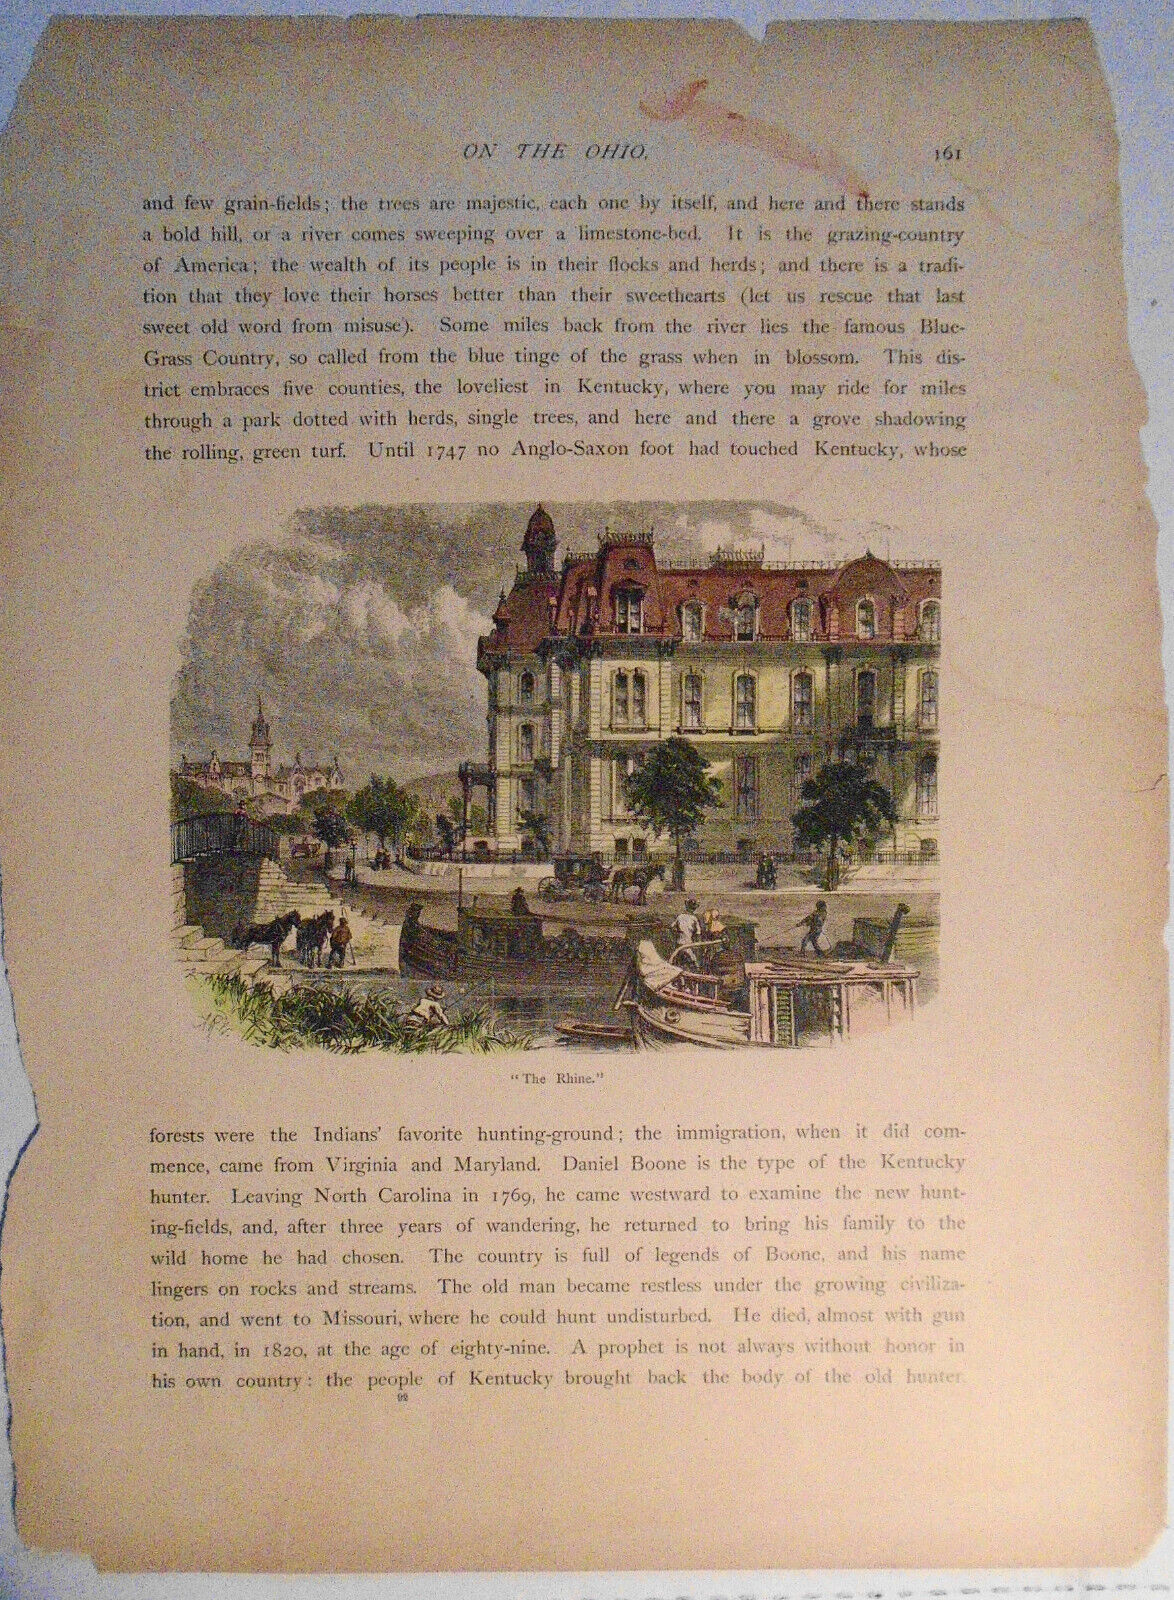 ON THE OHIO.
161
and few grain-fields; the trees are majestic, each one by itself, and here and there stands
a bold hill, or a river comes sweeping over a limestone-bed. It is the grazing-country
of America; the wealth of its people is in their flocks and herds; and there is a tradi-
tion that they love their horses better than their sweethearts (let us rescue that last
sweet old word from misuse). Some miles back from the river lies the famous Blue-
Grass Country, so called from the blue tinge of the grass when in blossom. This dis-
trict embraces five counties, the loveliest in Kentucky, where you may ride for miles
through a park dotted with herds, single trees, and here and there a grove shadowing
the rolling, green turf. Until 1747 no Anglo-Saxon foot had touched Kentucky, whose
"The Rhine."
forests were the Indians' favorite hunting-ground; the immigration, when it did com-
mence, came from Virginia and Maryland. Daniel Boone is the type of the Kentucky
hunter. Leaving North Carolina in 1769, he came westward to examine the new hunt-
ing-fields, and, after three years of wandering, he returned to bring his family to the
wild home he had chosen. The country is full of legends of Boone, and his name
lingers on rocks and streams. The old man became restless under the growing civiliza-
tion, and went to Missouri, where he could hunt undisturbed. He died, almost with gun
in hand, in 1820, at the age of eighty-nine. A prophet is not always without honor in
his own country: the people of Kentucky brought back the body of the old hunter